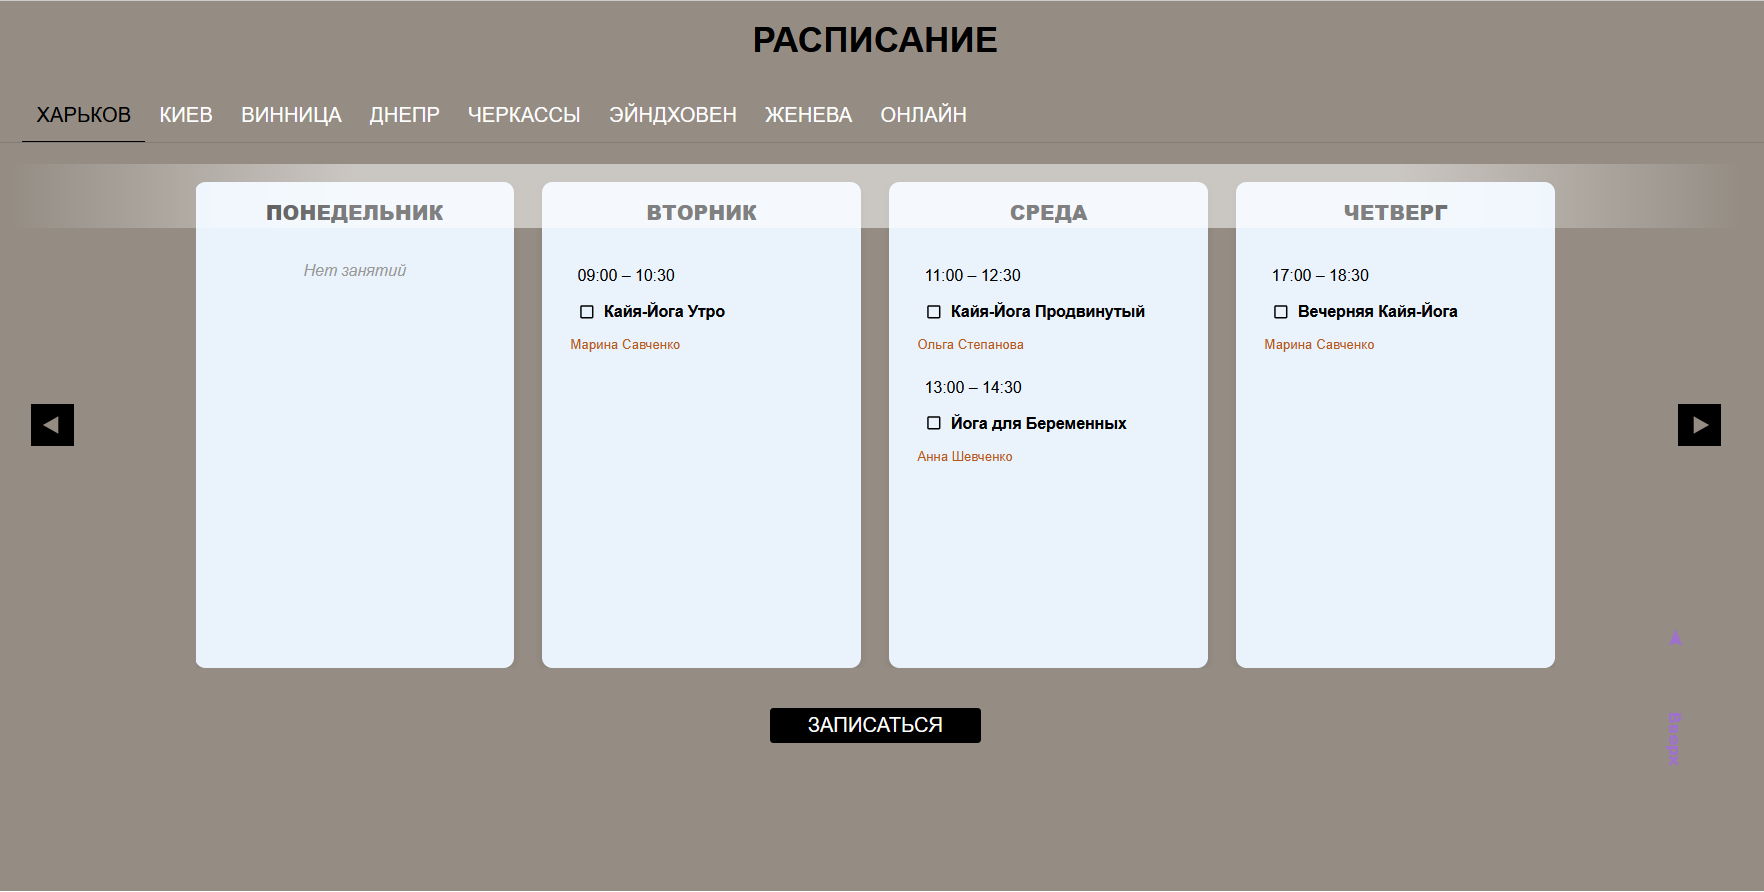 РАСПИСАНИЕ
ХАРЬКОВ КИЕВ ВИННИЦА ДНЕПР ЧЕРКАССЫ ЭЙНДХОВЕН ЖЕНЕВА ОНЛАЙН
ПОНЕДЕЛЬНИК
Нет занятий
ВТОРНИК
09:00 – 10:30
Кайя-Йога Утро
Марина Савченко
СРЕДА
11:00 – 12:30
Кайя-Йога Продвинутый
Ольга Степанова
13:00 – 14:30
Йога для Беременных
Анна Шевченко
ЧЕТВЕРГ
17:00 – 18:30
Вечерняя Кайя-Йога
Марина Савченко
ЗАПИСАТЬСЯ
Вверх